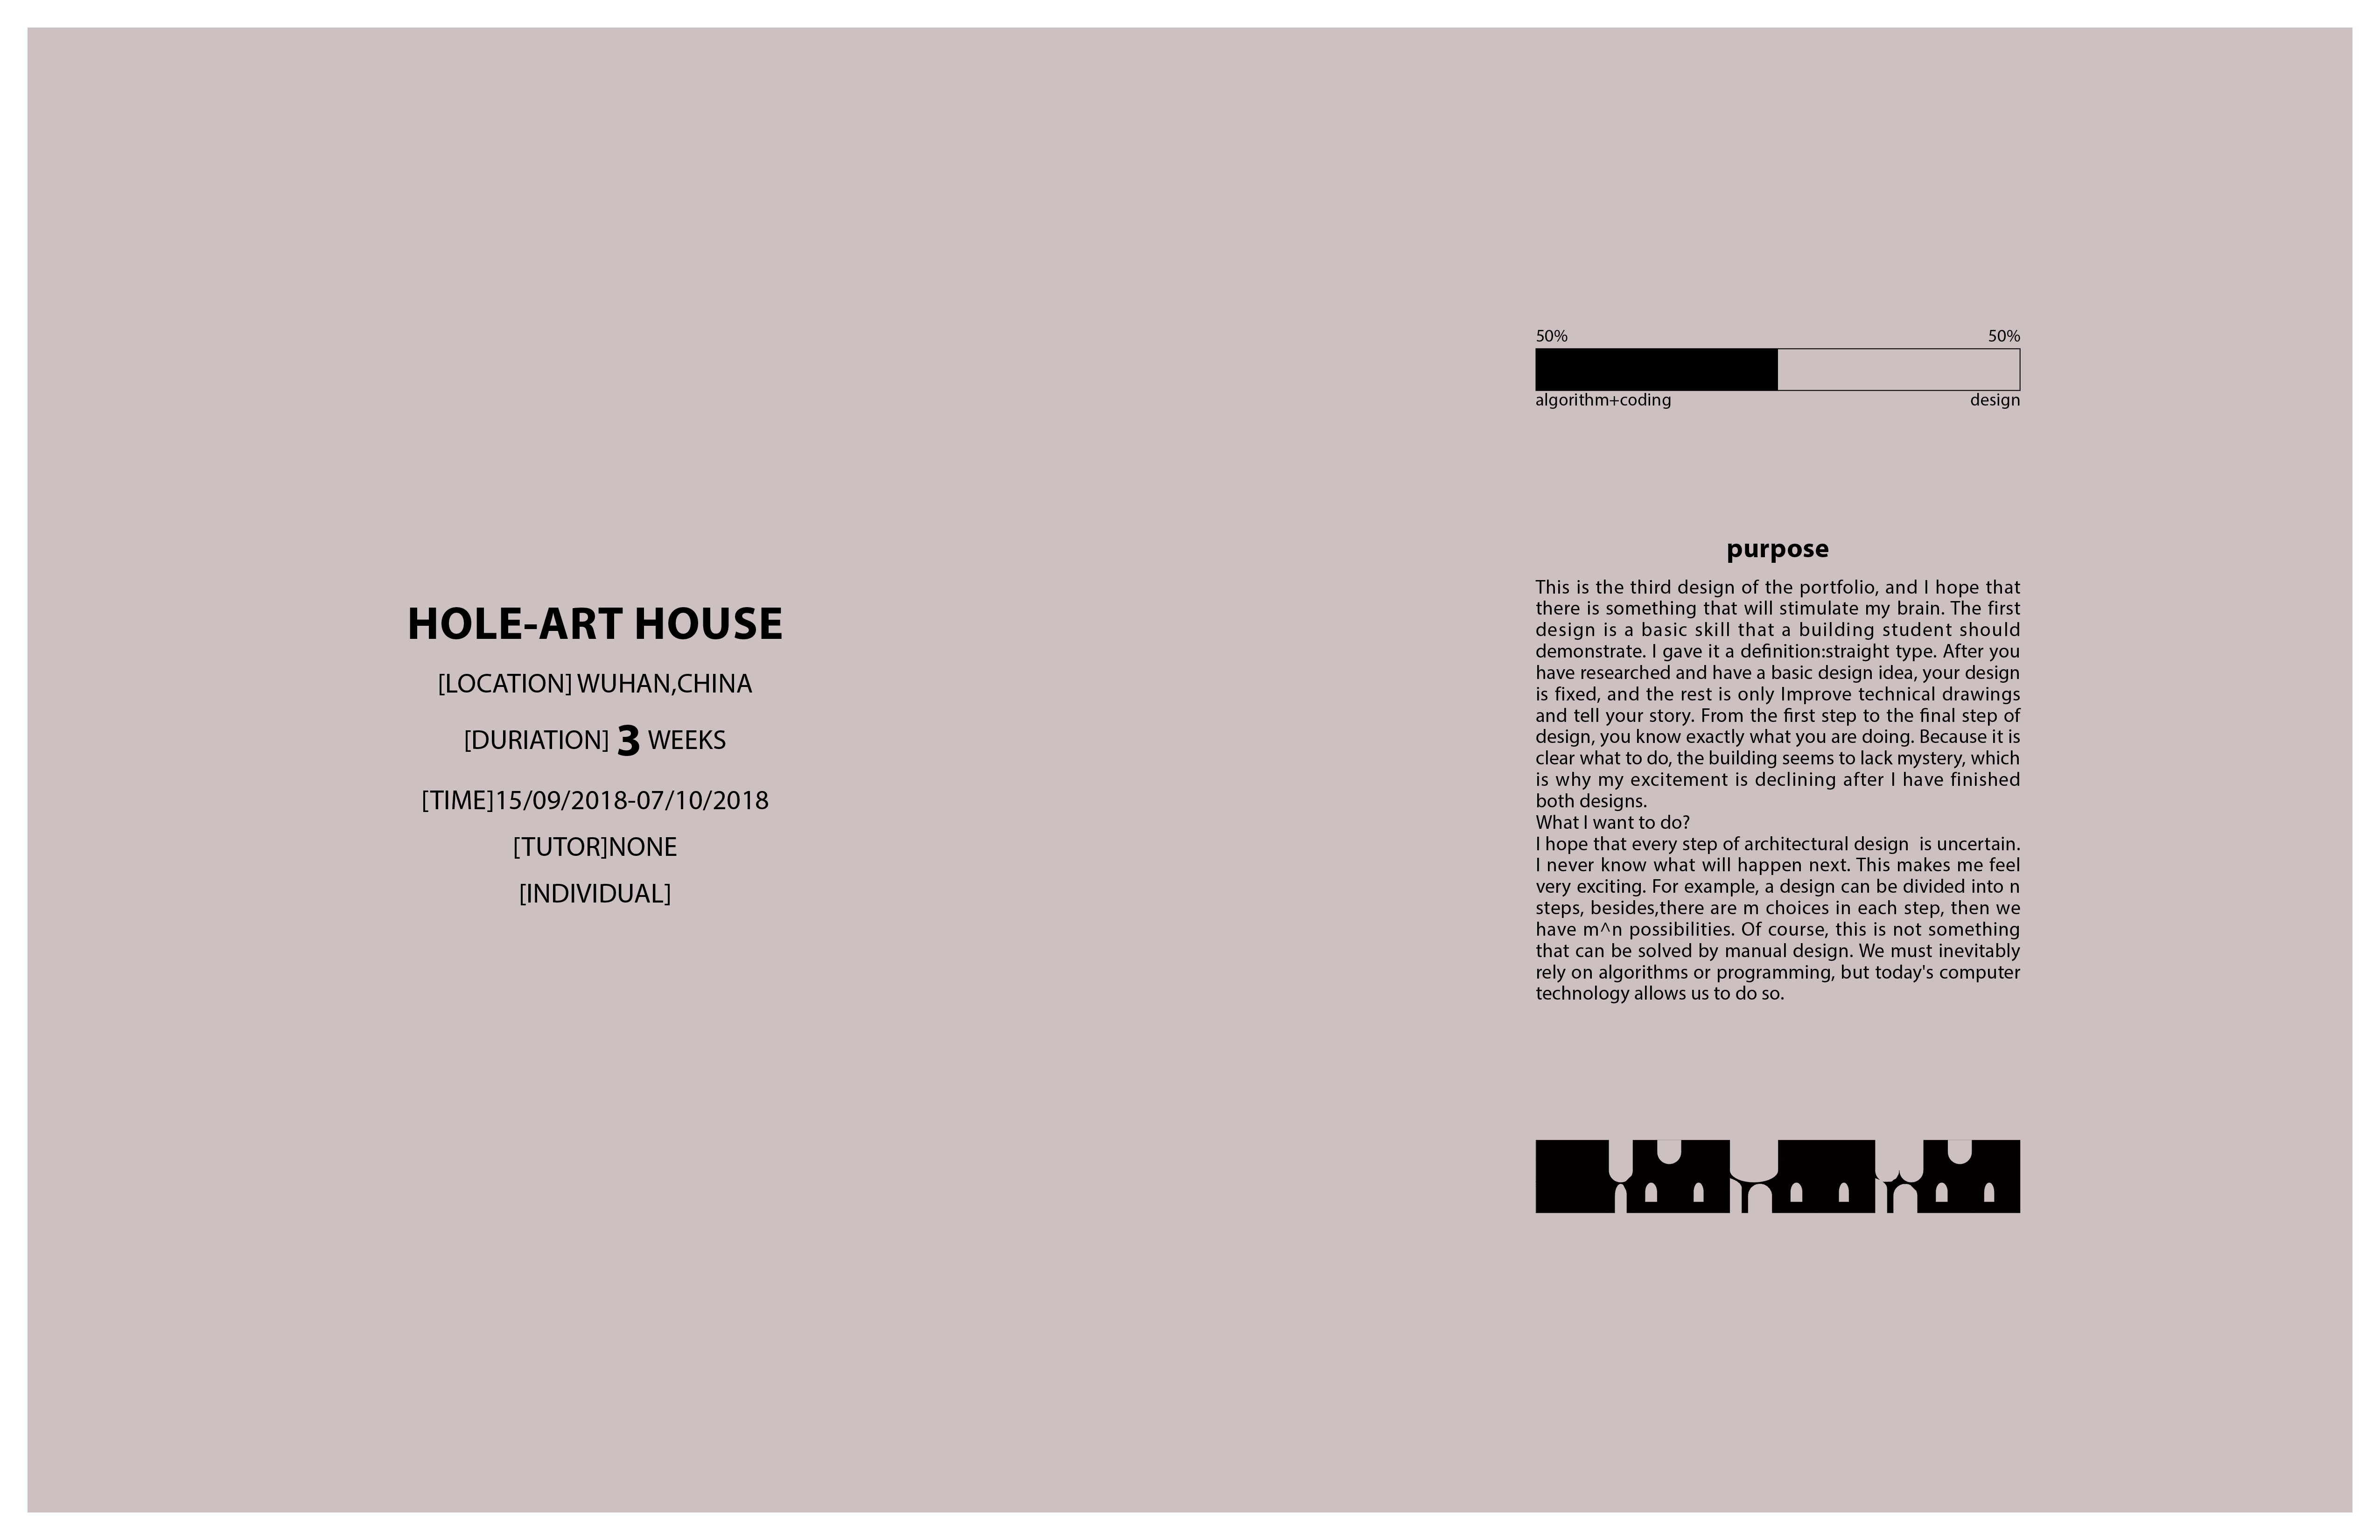 HOLE-ART HOUSE
[LOCATION] WUHAN,CHINA
[DURIATION] 3 WEEKS
[TIME]15/09/2018-07/10/2018
[TUTOR]NONE
[INDIVIDUAL]
50% 50%
algorithm+coding design
purpose
This is the third design of the portfolio, and I hope that
there is something that will stimulate my brain. The first
design is a basic skill that a building student should
demonstrate. I gave it a definition:straight type. After you
have researched and have a basic design idea, your design
is fixed, and the rest is only Improve technical drawings
and tell your story. From the first step to the final step of
design, you know exactly what you are doing. Because it is
clear what to do, the building seems to lack mystery, which
is why my excitement is declining after I have finished
both designs.
What I want to do?
I hope that every step of architectural design  is uncertain.
I never know what will happen next. This makes me feel
very exciting. For example, a design can be divided into n
steps, besides,there are m choices in each step, then we
have m^n possibilities. Of course, this is not something
that can be solved by manual design. We must inevitably
rely on algorithms or programming, but today's computer
technology allows us to do so.